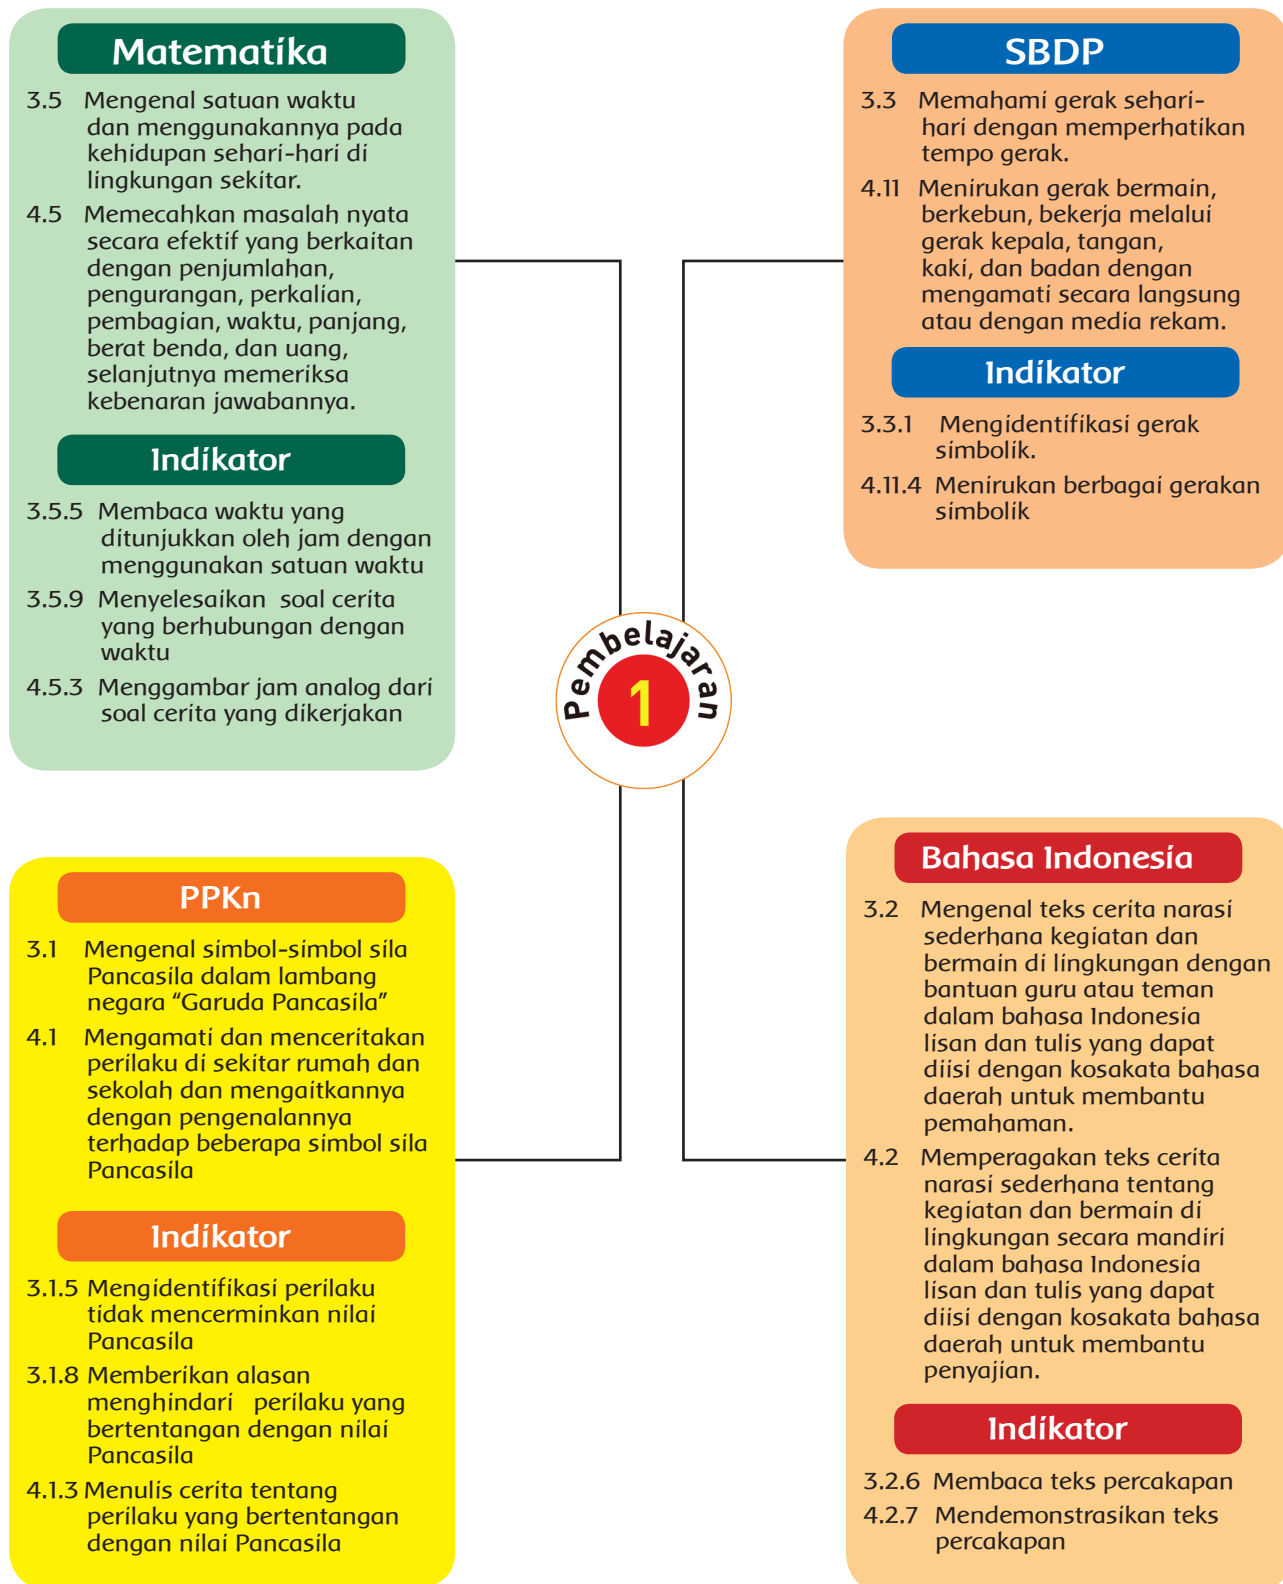 Matematika
3.5 Mengenal satuan waktu
dan menggunakannya pada
kehidupan sehari-hari di
lingkungan sekitar.
4.5 Memecahkan masalah nyata
secara efektif yang berkaitan
dengan penjumlahan,
pengurangan, perkalian,
pembagian, waktu, panjang,
berat benda, dan uang,
selanjutnya memeriksa
kebenaran jawabannya.
Indikator
3.5.5 Membaca waktu yang
ditunjukkan oleh jam dengan
menggunakan satuan waktu
3.5.9 Menyelesaikan soal cerita
yang berhubungan dengan
waktu
4.5.3 Menggambar jam analog dari
soal cerita yang dikerjakan
SBDP
3.3 Memahami gerak sehari-
hari dengan memperhatikan
tempo gerak.
4.11 Menirukan gerak bermain,
berkebun, bekerja melalui
gerak kepala, tangan,
kaki, dan badan dengan
mengamati secara langsung
atau dengan media rekam.
Indikator
3.3.1 Mengidentifikasi gerak
simbolik.
4.11.4 Menirukan berbagai gerakan
simbolik
Pembelajaran
1
PPKn
3.1 Mengenal simbol-simbol sila
Pancasila dalam lambang
negara “Garuda Pancasila”
4.1 Mengamati dan menceritakan
perilaku di sekitar rumah dan
sekolah dan mengaitkannya
dengan pengenalannya
terhadap beberapa simbol sila
Pancasila
Indikator
3.1.5 Mengidentifikasi perilaku
tidak mencerminkan nilai
Pancasila
3.1.8 Memberikan alasan
menghindari perilaku yang
bertentangan dengan nilai
Pancasila
4.1.3 Menulis cerita tentang
perilaku yang bertentangan
dengan nilai Pancasila
Bahasa Indonesia
3.2 Mengenal teks cerita narasi
sederhana kegiatan dan
bermain di lingkungan dengan
bantuan guru atau teman
dalam bahasa Indonesia
lisan dan tulis yang dapat
diisi dengan kosakata bahasa
daerah untuk membantu
pemahaman.
4.2 Memperagakan teks cerita
narasi sederhana tentang
kegiatan dan bermain di
lingkungan secara mandiri
dalam bahasa Indonesia
lisan dan tulis yang dapat
diisi dengan kosakata bahasa
daerah untuk membantu
penyajian.
Indikator
3.2.6 Membaca teks percakapan
4.2.7 Mendemonstrasikan teks
percakapan